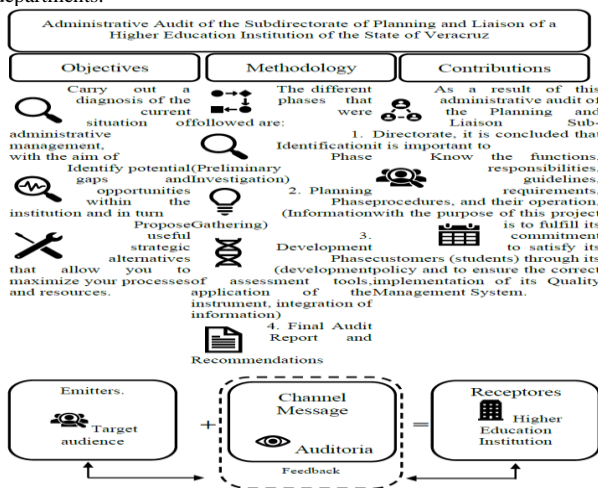 departments.
Administrative Audit of the Subdirectorate of Planning and Liaison of a
Higher Education Institution of the State of Veracruz
Objectives
Carry out a
diagnosis of the
current
situation of
administrative
management,
with the aim of
Identify potential
gaps and
opportunities
within the
institution and in turn
Propose
useful
strategic
alternatives
that allow you to
maximize your processes
and resources.
Methodology
The different
phases that
were
followed are:
1.
Identification
Phase
(Preliminary
Investigation)
2. Planning
Phase
(Information
Gathering)
3.
Development
Phase
(development
of assessment tools,
application of the
instrument, integration of
information)
4. Final Audit
Report and
Recommendations
Contributions
As a result of this
administrative audit of
the Planning and
Liaison Sub-
Directorate, it is concluded that
it is important to
Know the functions,
responsibilities,
guidelines,
requirements,
procedures, and their operation,
with the purpose of this project
is to fulfill its
commitment
to satisfy its
customers (students) through its
policy and to ensure the correct
implementation of its Quality
Management System.
Emitters.
Target
audience
+
Channel
Message
Auditoria
Feedback
=
Receptores
Higher
Education
Institution